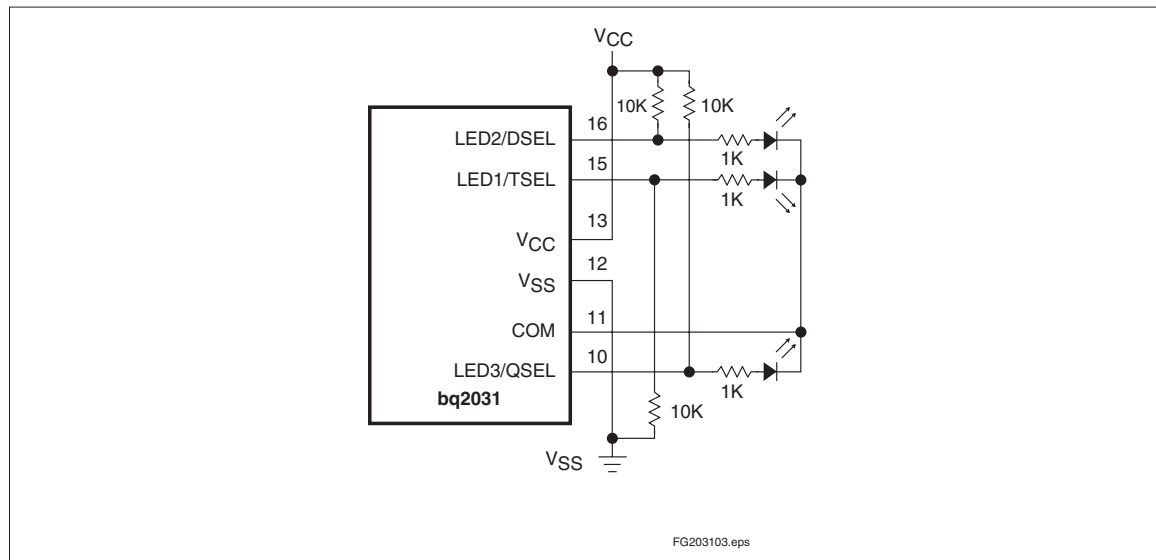 VCC
10K 10K
16
LED2/DSEL
1K
15
LED1/TSEL
1K
13
VCC
12
VSS
11
COM
10
LED3/QSEL
1K
bq2031
10K
VSS
FG203103.eps